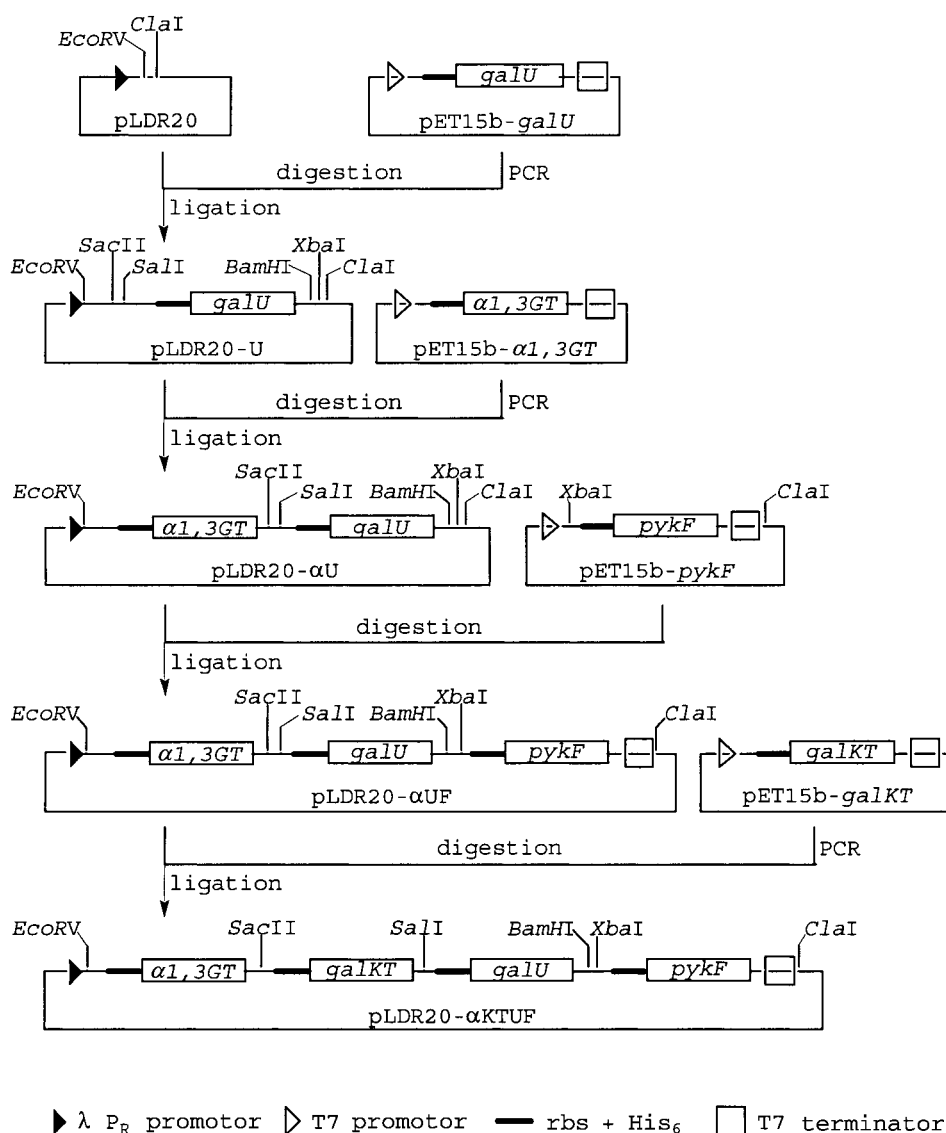 ClaI
EcoRV
galU
pLDR20
pET15b-galU
digestion
PCR
ligation
SacII
XbaI
EcoRV
SalI
BamHI
ClaI
galU
α1,3GT
pLDR20-U
pET15b-α1,3GT
digestion
PCR
ligation
SacII
XbaI
EcoRV
SalI
BamHI
ClaI
XbaI
ClaI
α1,3GT
galU
pykF
pLDR20-αU
pET15b-pykF
digestion
ligation
SacII
XbaI
EcoRV
SalI
BamHI
ClaI
α1,3GT
galU
pykF
galKT
pLDR20-αUF
pET15b-galKT
digestion
PCR
ligation
EcoRV
SacII
SalI
BamHI
XbaI
ClaI
α1,3GT
galKT
galU
pykF
pLDR20-αKTUF
λ PR promotor T7 promotor rbs + His6 T7 terminator